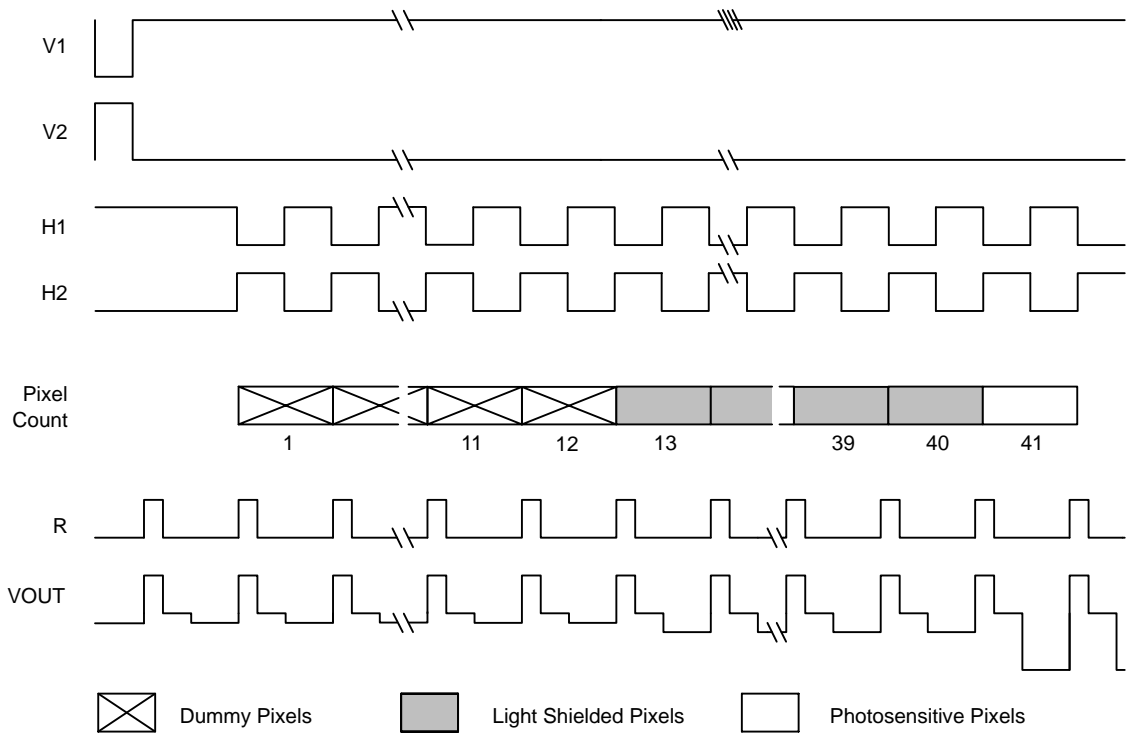 V1
V2
H1
H2
Pixel
Count
1
11
12
13
39
40
41
R
VOUT
Dummy Pixels
Light Shielded Pixels
Photosensitive Pixels